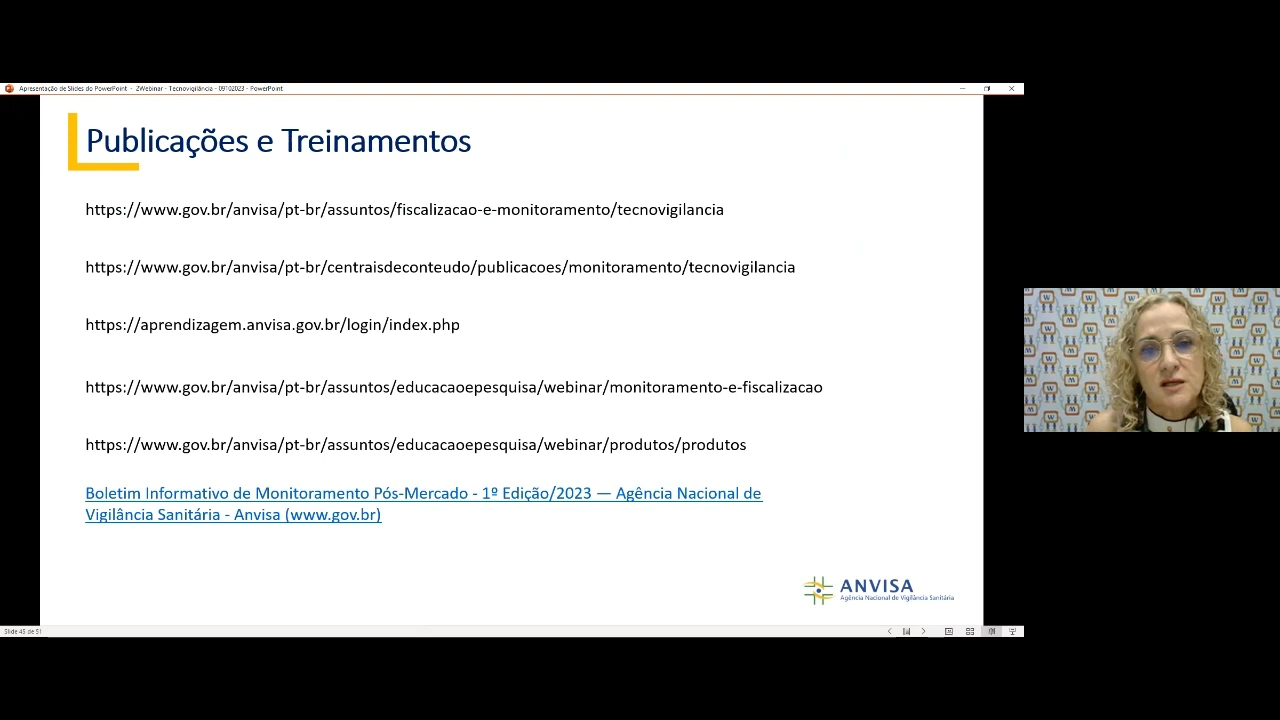 Apresentação de Slides do PowerPoint - 2Webinar - Tecnovigilância - 09102023 - PowerPoint
Publicações e Treinamentos
https://www.gov.br/anvisa/pt-br/assuntos/fiscalizacao-e-monitoramento/tecnovigilancia
https://www.gov.br/anvisa/pt-br/centraisdeconteudo/publicacoes/monitoramento/tecnovigilancia
https://aprendizagem.anvisa.gov.br/login/index.php
https://www.gov.br/anvisa/pt-br/assuntos/educacaoepesquisa/webinar/monitoramento-e-fiscalizacao
https://www.gov.br/anvisa/pt-br/assuntos/educacaoepesquisa/webinar/produtos/produtos
Boletim Informativo de Monitoramento Pós-Mercado - 1º Edição/2023 — Agência Nacional de
Vigilância Sanitária - Anvisa (www.gov.br)
ANVISA
Agência Nacional de Vigilância Sanitária
Slide 45 de 51